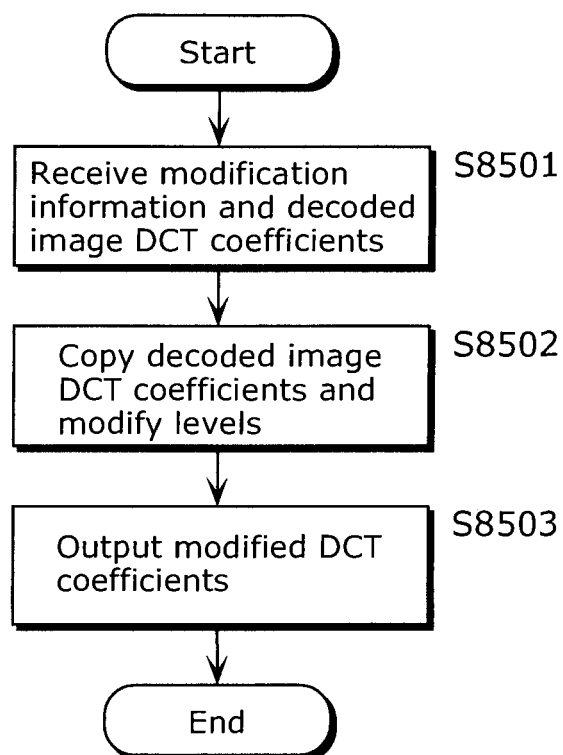 Start
Receive modification
information and decoded
image DCT coefficients
S8501
Copy decoded image
DCT coefficients and
modify levels
S8502
Output modified DCT
coefficients
S8503
End